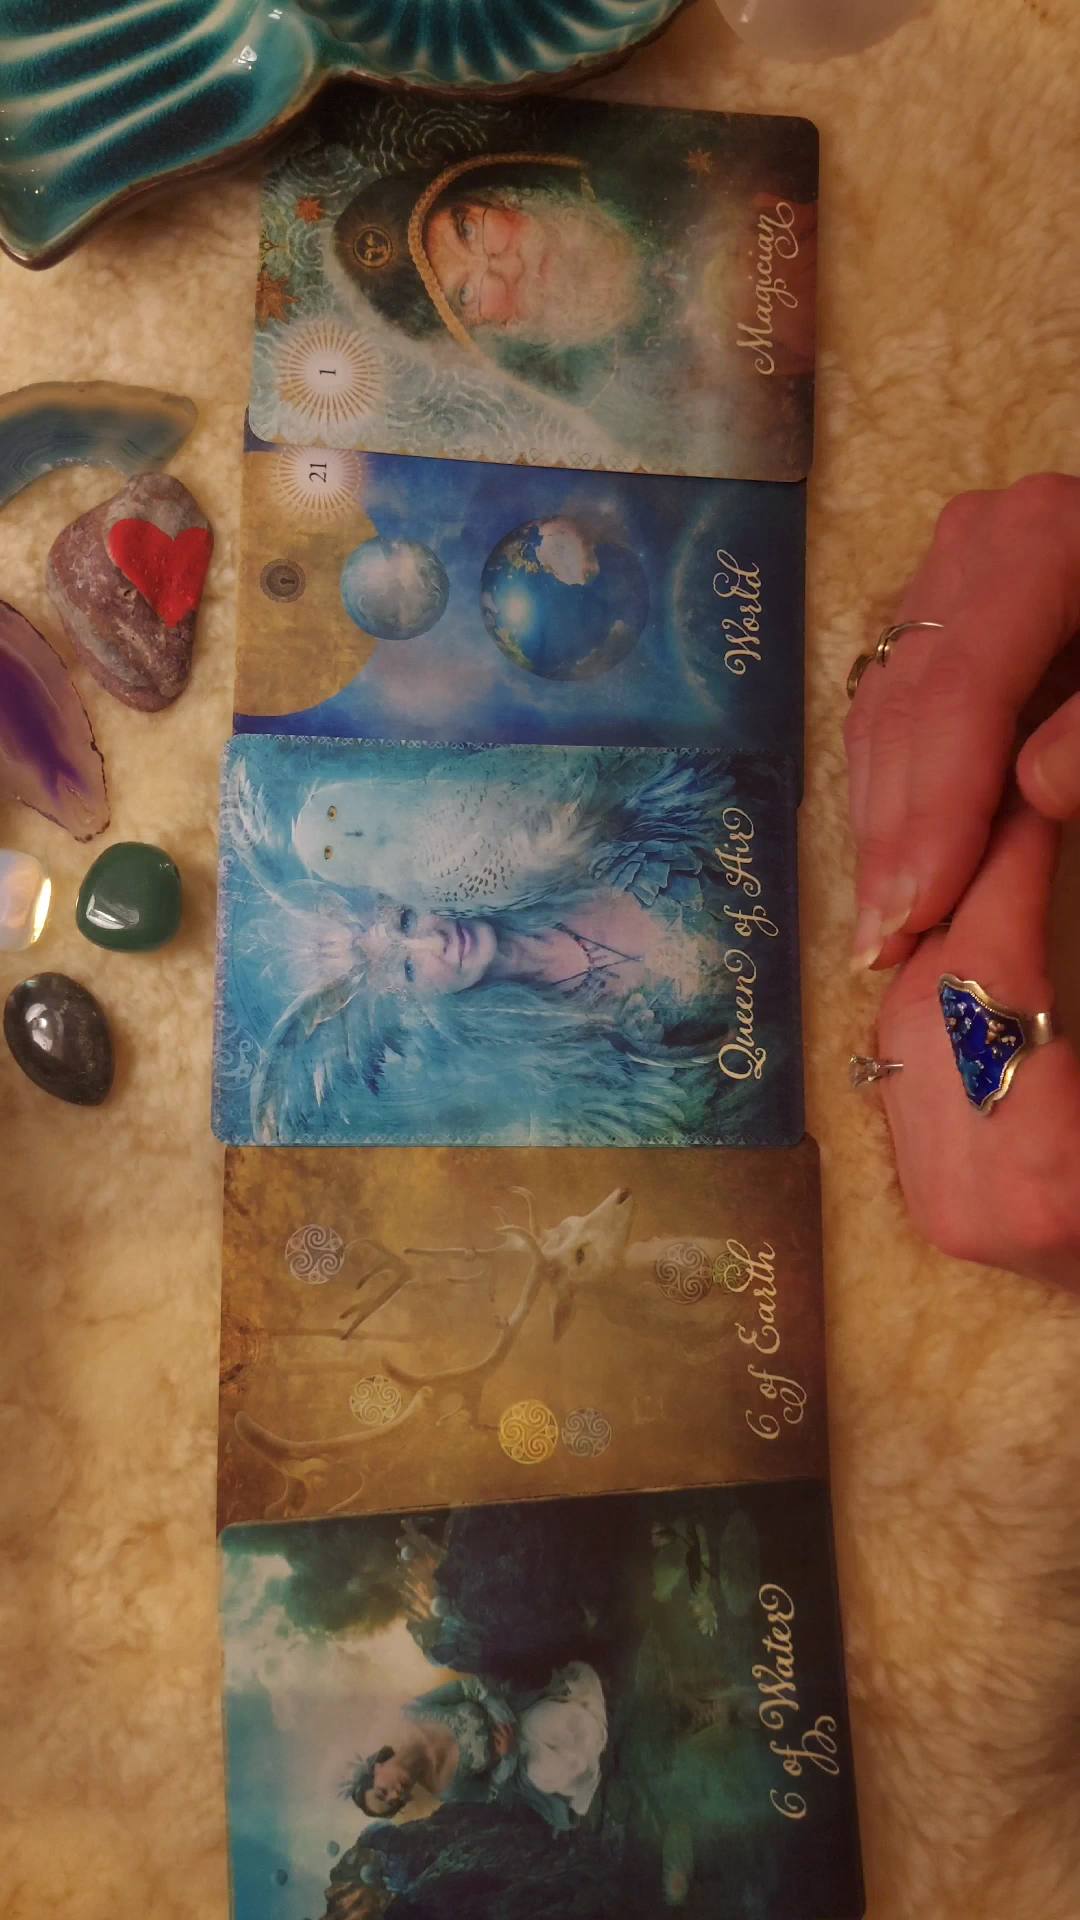 1
Magician
21
World
Queen of Air
6 of Earth
6 of Water